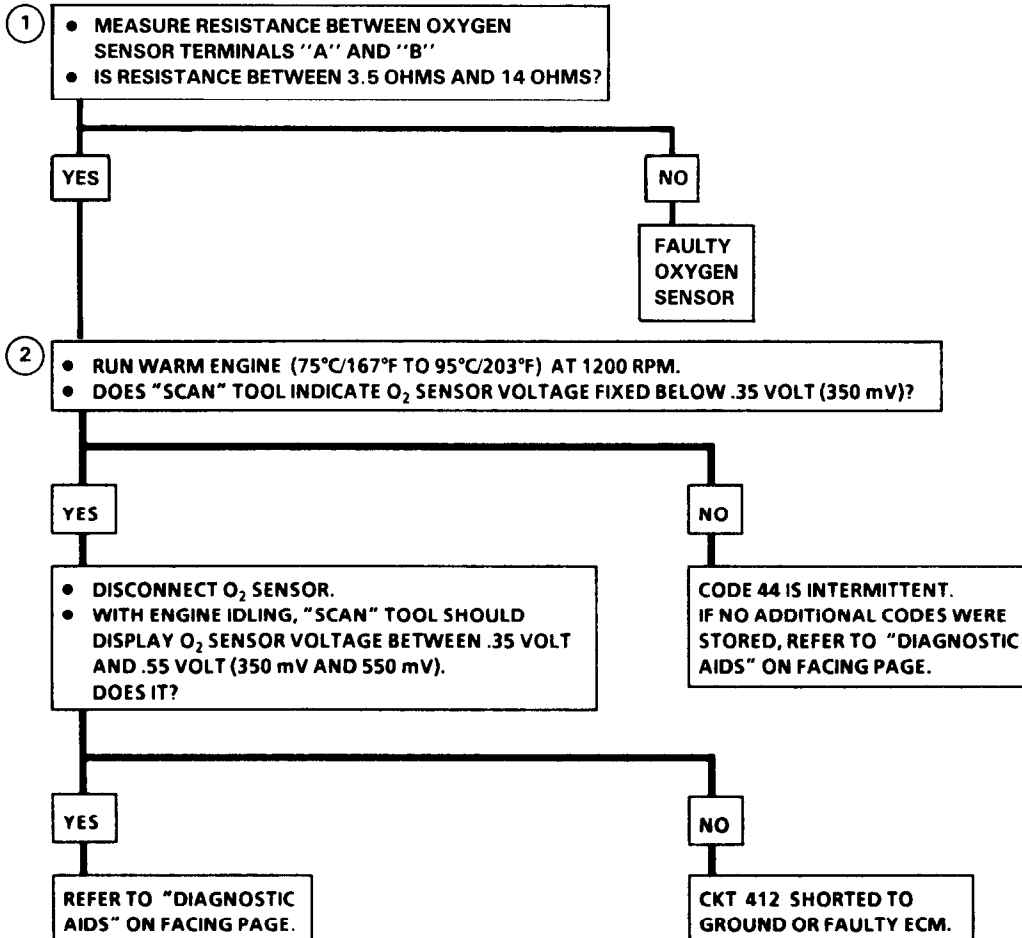 1
• MEASURE RESISTANCE BETWEEN OXYGEN
SENSOR TERMINALS ''A'' AND ''B''
• IS RESISTANCE BETWEEN 3.5 OHMS AND 14 OHMS?
YES
NO
FAULTY
OXYGEN
SENSOR
2
• RUN WARM ENGINE (75°C/167°F TO 95°C/203°F) AT 1200 RPM.
• DOES "SCAN" TOOL INDICATE O₂ SENSOR VOLTAGE FIXED BELOW .35 VOLT (350 mV)?
YES
NO
• DISCONNECT O₂ SENSOR.
• WITH ENGINE IDLING, "SCAN" TOOL SHOULD
DISPLAY O₂ SENSOR VOLTAGE BETWEEN .35 VOLT
AND .55 VOLT (350 mV AND 550 mV).
DOES IT?
CODE 44 IS INTERMITTENT.
IF NO ADDITIONAL CODES WERE
STORED, REFER TO "DIAGNOSTIC
AIDS" ON FACING PAGE.
YES
NO
REFER TO "DIAGNOSTIC
AIDS" ON FACING PAGE.
CKT 412 SHORTED TO
GROUND OR FAULTY ECM.